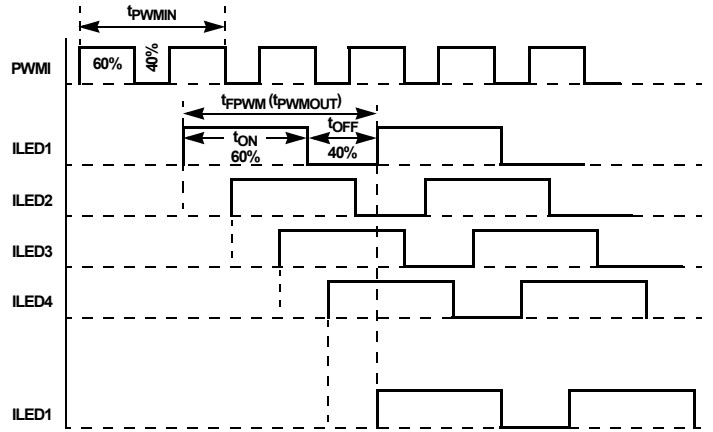 tPWMIN
PWMI
60%
40%
tFPWM (tPWMOUT)
ILED1
tON
60%
tOFF
40%
ILED2
ILED3
ILED4
ILED1